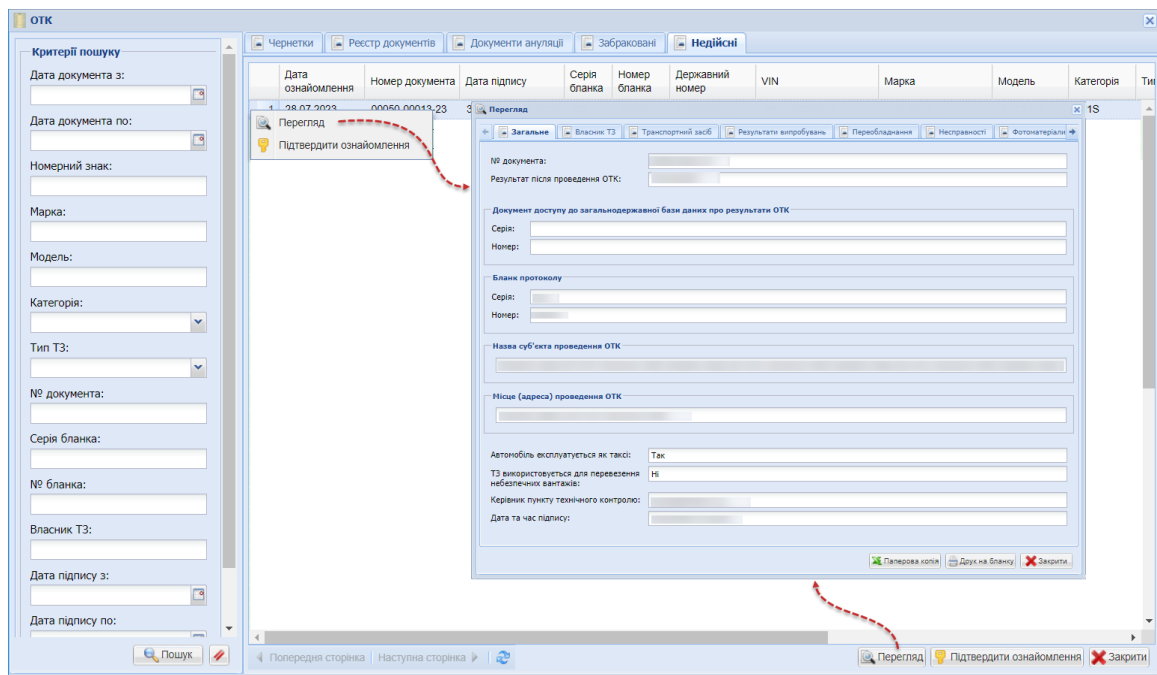 ОТК
Критерії пошуку
Дата документа з:
Дата документа по:
Номерний знак:
Марка:
Модель:
Категорія:
Тип ТЗ:
№ документа:
Серія бланка:
№ бланка:
Власник ТЗ:
Дата підпису з:
Дата підпису по:
Пошук
Чернетки Реєстр документів Документи ануляції Забраковані Недійсні
Дата ознайомлення Номер документа Дата підпису Серія бланка Номер бланка Державний номер VIN Марка Модель Категорія
1 28.07.2023 00050-00013-23 3 1S
Перегляд
Підтвердити ознайомлення
Перегляд
Загальне Власник ТЗ Транспортний засіб Результати випробувань Переобладнання Несправності Фотоматеріали
№ документа:
Результат після проведення ОТК:
Документ доступу до загальнодержавної бази даних про результати ОТК
Серія:
Номер:
Бланк протоколу
Серія:
Номер:
Назва суб'єкта проведення ОТК
Місце (адреса) проведення ОТК
Автомобіль експлуатується як таксі: Так
ТЗ використовується для перевезення Ні
небезпечних вантажів:
Керівник пункту технічного контролю:
Дата та час підпису:
Паперова копія Друк на бланку Закрити
Попередня сторінка Наступна сторінка Перегляд Підтвердити ознайомлення Закрити